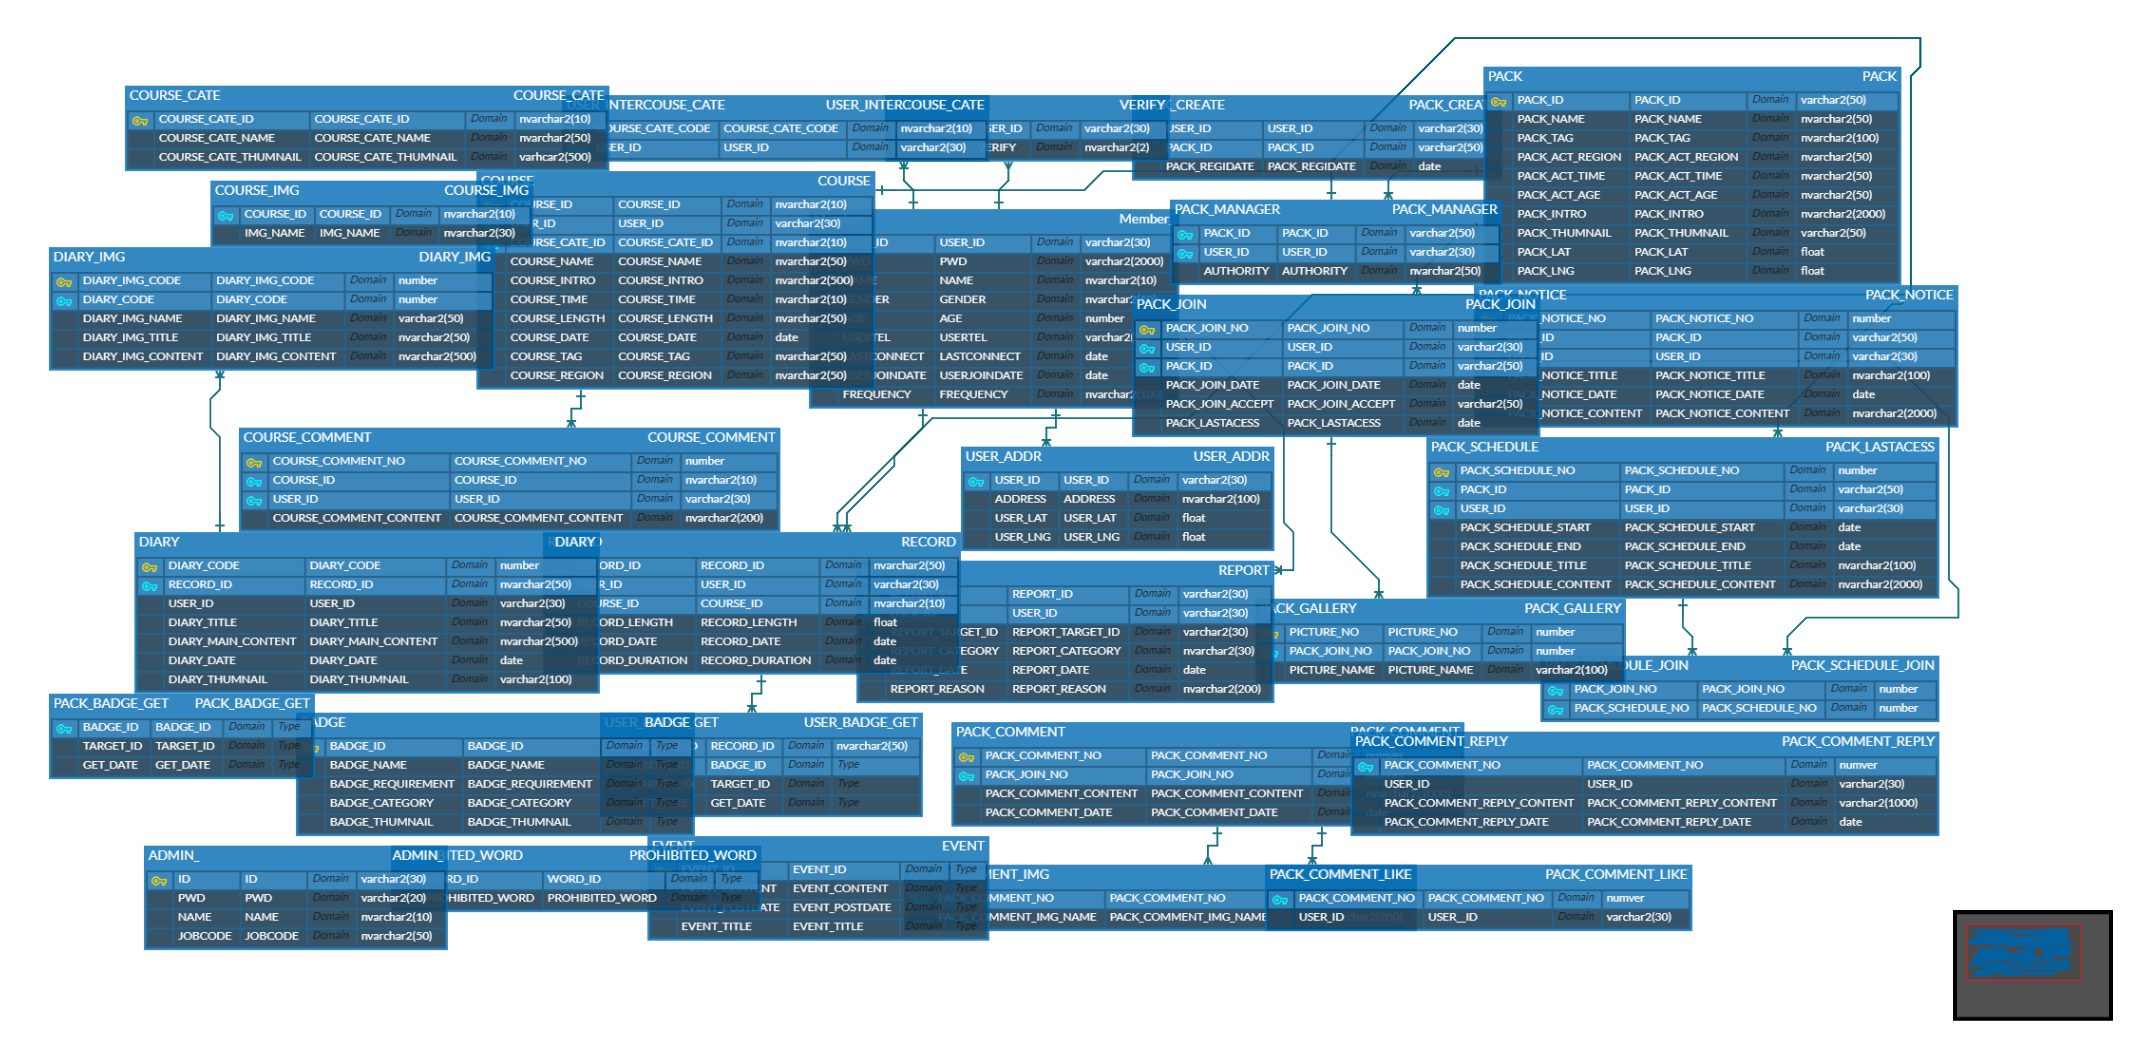 COURSE_CATE COURSE_CATE
COURSE_CATE_ID COURSE_CATE_ID Domain nvarchar2(10)
COURSE_CATE_NAME COURSE_CATE_NAME Domain nvarchar2(50)
COURSE_CATE_THUMNAIL COURSE_CATE_THUMNAIL Domain varhcar2(500)
USER_INTERCOUSE_CATE USER_INTERCOUSE_CATE
COURSE_CATE_CODE COURSE_CATE_CODE Domain nvarchar2(10)
USER_ID USER_ID Domain varchar2(30)
VERIFY
USER_ID Domain varchar2(30)
VERIFY Domain nvarchar2(2)
PACK_CREATE
USER_ID USER_ID Domain varchar2(30)
PACK_ID PACK_ID Domain varchar2(50)
PACK_REGIDATE PACK_REGIDATE Domain date
PACK PACK
PACK_ID PACK_ID Domain varchar2(50)
PACK_NAME PACK_NAME Domain nvarchar2(50)
PACK_TAG PACK_TAG Domain nvarchar2(100)
PACK_ACT_REGION PACK_ACT_REGION Domain nvarchar2(50)
PACK_ACT_TIME PACK_ACT_TIME Domain nvarchar2(50)
PACK_ACT_AGE PACK_ACT_AGE Domain nvarchar2(50)
PACK_INTRO PACK_INTRO Domain nvarchar2(2000)
PACK_THUMNAIL PACK_THUMNAIL Domain varchar2(50)
PACK_LAT PACK_LAT Domain float
PACK_LNG PACK_LNG Domain float
COURSE_IMG COURSE_IMG
COURSE_ID COURSE_ID Domain nvarchar2(10)
IMG_NAME IMG_NAME Domain nvarchar2(30)
COURSE COURSE
COURSE_ID COURSE_ID Domain nvarchar2(10)
USER_ID USER_ID Domain varchar2(30)
COURSE_CATE_ID COURSE_CATE_ID Domain nvarchar2(10)
COURSE_NAME COURSE_NAME Domain nvarchar2(50)
COURSE_INTRO COURSE_INTRO Domain nvarchar2(500)
COURSE_TIME COURSE_TIME Domain nvarchar2(10)
COURSE_LENGTH COURSE_LENGTH Domain nvarchar2(50)
COURSE_DATE COURSE_DATE Domain date
COURSE_TAG COURSE_TAG Domain nvarchar2(50)
COURSE_REGION COURSE_REGION Domain nvarchar2(50)
Member
USER_ID Domain varchar2(30)
PWD Domain varchar2(2000)
NAME Domain nvarchar2(10)
GENDER GENDER Domain
AGE Domain number
USERTEL USERTEL Domain
LASTCONNECT LASTCONNECT Domain date
USERJOINDATE USERJOINDATE Domain date
FREQUENCY FREQUENCY Domain nvarchar2(100)
PACK_MANAGER PACK_MANAGER
PACK_ID PACK_ID Domain varchar2(50)
USER_ID USER_ID Domain varchar2(30)
AUTHORITY AUTHORITY Domain nvarchar2(50)
DIARY_IMG DIARY_IMG
DIARY_IMG_CODE DIARY_IMG_CODE Domain number
DIARY_CODE DIARY_CODE Domain number
DIARY_IMG_NAME DIARY_IMG_NAME Domain varchar2(50)
DIARY_IMG_TITLE DIARY_IMG_TITLE Domain nvarchar2(50)
DIARY_IMG_CONTENT DIARY_IMG_CONTENT Domain nvarchar2(500)
PACK_JOIN PACK_JOIN
PACK_JOIN_NO PACK_JOIN_NO Domain number
USER_ID USER_ID Domain varchar2(30)
PACK_ID PACK_ID Domain varchar2(50)
PACK_JOIN_DATE PACK_JOIN_DATE Domain date
PACK_JOIN_ACCEPT PACK_JOIN_ACCEPT Domain varchar2(50)
PACK_LASTACESS PACK_LASTACESS Domain date
PACK_NOTICE PACK_NOTICE
PACK_NOTICE_NO PACK_NOTICE_NO Domain number
PACK_ID Domain varchar2(50)
USER_ID Domain varchar2(30)
PACK_NOTICE_TITLE PACK_NOTICE_TITLE Domain nvarchar2(100)
PACK_NOTICE_DATE PACK_NOTICE_DATE Domain date
PACK_NOTICE_CONTENT PACK_NOTICE_CONTENT Domain nvarchar2(2000)
COURSE_COMMENT COURSE_COMMENT
COURSE_COMMENT_NO COURSE_COMMENT_NO Domain number
COURSE_ID COURSE_ID Domain nvarchar2(10)
USER_ID USER_ID Domain varchar2(30)
COURSE_COMMENT_CONTENT COURSE_COMMENT_CONTENT Domain nvarchar2(200)
USER_ADDR USER_ADDR
USER_ID USER_ID Domain varchar2(30)
ADDRESS ADDRESS Domain nvarchar2(100)
USER_LAT USER_LAT Domain float
USER_LNG USER_LNG Domain float
PACK_SCHEDULE PACK_LASTACESS
PACK_SCHEDULE_NO PACK_SCHEDULE_NO Domain number
PACK_ID PACK_ID Domain varchar2(50)
USER_ID USER_ID Domain varchar2(30)
PACK_SCHEDULE_START PACK_SCHEDULE_START Domain date
PACK_SCHEDULE_END PACK_SCHEDULE_END Domain date
PACK_SCHEDULE_TITLE PACK_SCHEDULE_TITLE Domain nvarchar2(100)
PACK_SCHEDULE_CONTENT PACK_SCHEDULE_CONTENT Domain nvarchar2(2000)
DIARY DIARY
DIARY_CODE DIARY_CODE Domain number
RECORD_ID RECORD_ID Domain nvarchar2(50)
USER_ID USER_ID Domain varchar2(30)
DIARY_TITLE DIARY_TITLE Domain nvarchar2(50)
DIARY_MAIN_CONTENT DIARY_MAIN_CONTENT Domain nvarchar2(500)
DIARY_DATE DIARY_DATE Domain date
DIARY_THUMNAIL DIARY_THUMNAIL Domain varchar2(100)
RECORD
RECORD_ID RECORD_ID Domain nvarchar2(50)
USER_ID USER_ID Domain varchar2(30)
COURSE_ID COURSE_ID Domain nvarchar2(10)
RECORD_LENGTH RECORD_LENGTH Domain float
RECORD_DATE RECORD_DATE Domain date
RECORD_DURATION RECORD_DURATION Domain date
REPORT
REPORT_ID Domain varchar2(30)
USER_ID Domain varchar2(30)
REPORT_TARGET_ID REPORT_TARGET_ID Domain varchar2(30)
REPORT_CATEGORY REPORT_CATEGORY Domain nvarchar2(30)
REPORT_DATE REPORT_DATE Domain date
REPORT_REASON REPORT_REASON Domain nvarchar2(200)
PACK_GALLERY PACK_GALLERY
PICTURE_NO PICTURE_NO Domain number
PACK_JOIN_NO PACK_JOIN_NO Domain number
PICTURE_NAME PICTURE_NAME Domain varchar2(100)
PACK_SCHEDULE_JOIN PACK_SCHEDULE_JOIN
PACK_JOIN_NO PACK_JOIN_NO Domain number
PACK_SCHEDULE_NO PACK_SCHEDULE_NO Domain number
PACK_BADGE_GET PACK_BADGE_GET
BADGE_ID BADGE_ID Domain Type
TARGET_ID TARGET_ID Domain Type
GET_DATE GET_DATE Domain Type
BADGE BADGE
BADGE_ID BADGE_ID Domain Type
BADGE_NAME BADGE_NAME Domain Type
BADGE_REQUIREMENT BADGE_REQUIREMENT Domain Type
BADGE_CATEGORY BADGE_CATEGORY Domain Type
BADGE_THUMNAIL BADGE_THUMNAIL Domain Type
USER_BADGE_GET USER_BADGE_GET
RECORD_ID Domain nvarchar2(50)
BADGE_ID Domain Type
TARGET_ID Domain Type
GET_DATE Domain Type
PACK_COMMENT PACK_COMMENT
PACK_COMMENT_NO PACK_COMMENT_NO Domain numver
PACK_JOIN_NO PACK_JOIN_NO Domain
PACK_COMMENT_CONTENT PACK_COMMENT_CONTENT Domain
PACK_COMMENT_DATE PACK_COMMENT_DATE Domain date
PACK_COMMENT_REPLY PACK_COMMENT_REPLY
PACK_COMMENT_NO PACK_COMMENT_NO Domain numver
USER_ID USER_ID Domain varchar2(30)
PACK_COMMENT_REPLY_CONTENT PACK_COMMENT_REPLY_CONTENT Domain varchar2(1000)
PACK_COMMENT_REPLY_DATE PACK_COMMENT_REPLY_DATE Domain date
ADMIN_ ADMIN_
ID ID Domain varchar2(30)
PWD PWD Domain varchar2(20)
NAME NAME Domain nvarchar2(10)
JOBCODE JOBCODE Domain nvarchar2(50)
PROHIBITED_WORD PROHIBITED_WORD
WORD_ID WORD_ID Domain Type
PROHIBITED_WORD PROHIBITED_WORD Domain Type
EVENT EVENT
EVENT_ID EVENT_ID Domain Type
EVENT_CONTENT EVENT_CONTENT Domain Type
EVENT_POSTDATE EVENT_POSTDATE Domain Type
EVENT_TITLE EVENT_TITLE Domain Type
PACK_COMMENT_IMG
PACK_COMMENT_NO PACK_COMMENT_NO
PACK_COMMENT_IMG_NAME PACK_COMMENT_IMG_NAME
PACK_COMMENT_LIKE PACK_COMMENT_LIKE
PACK_COMMENT_NO PACK_COMMENT_NO Domain numver
USER_ID USER__ID Domain varchar2(30)